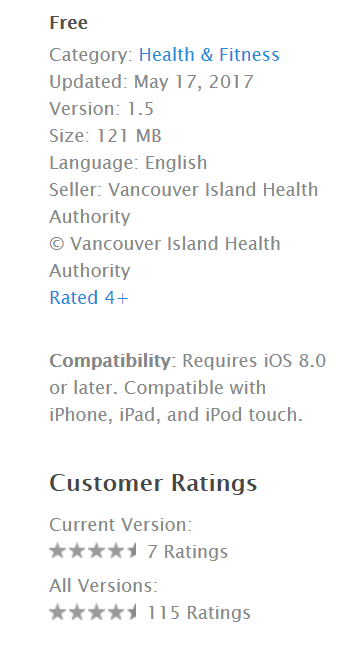 Free
Category: Health & Fitness
Updated: May 17, 2017
Version: 1.5
Size: 121 MB
Language: English
Seller: Vancouver Island Health
Authority
© Vancouver Island Health
Authority
Rated 4+
Compatibility: Requires iOS 8.0
or later. Compatible with
iPhone, iPad, and iPod touch.
Customer Ratings
Current Version:
7 Ratings
All Versions:
115 Ratings